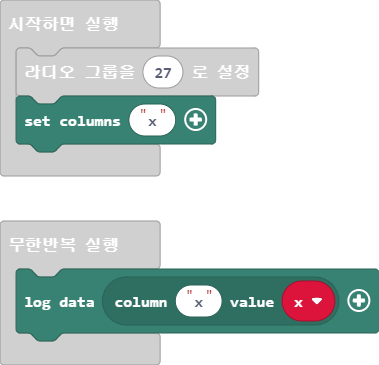 시작하면 실행
라디오 그룹을 27 로 설정
set columns "x"
무한반복 실행
log data column "x" value x